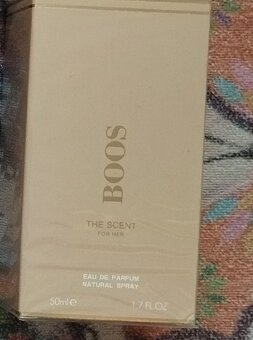 BOOS
THE SCENT
FOR HER
EAU DE PARFUM
NATURAL SPRAY
50ml e 1.7 FL.OZ